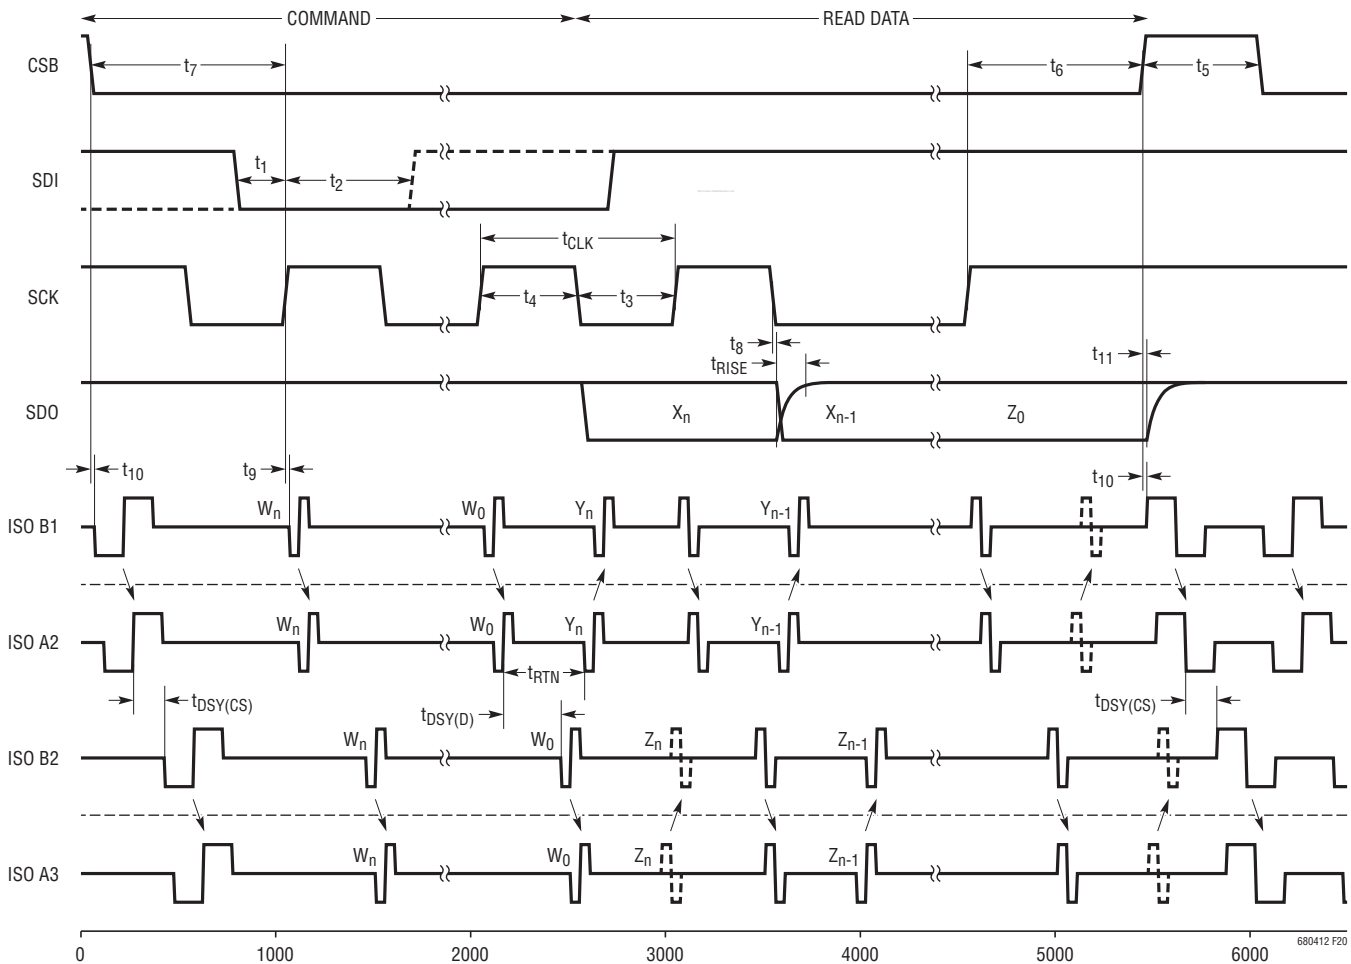 COMMAND READ DATA
CSB t7 t6 t5
SDI t1 t2
tCLK
SCK t4 t3
t8 t11
tRISE
SDO Xn Xn-1 Z0
t10 t9 t10
ISO B1 Wn W0 Yn Yn-1
ISO A2 Wn W0 Yn Yn-1
tRTN
tDSY(CS) tDSY(D) tDSY(CS)
ISO B2 Wn W0 Zn Zn-1
ISO A3 Wn W0 Zn Zn-1
0 1000 2000 3000 4000 5000 6000
680412 F20